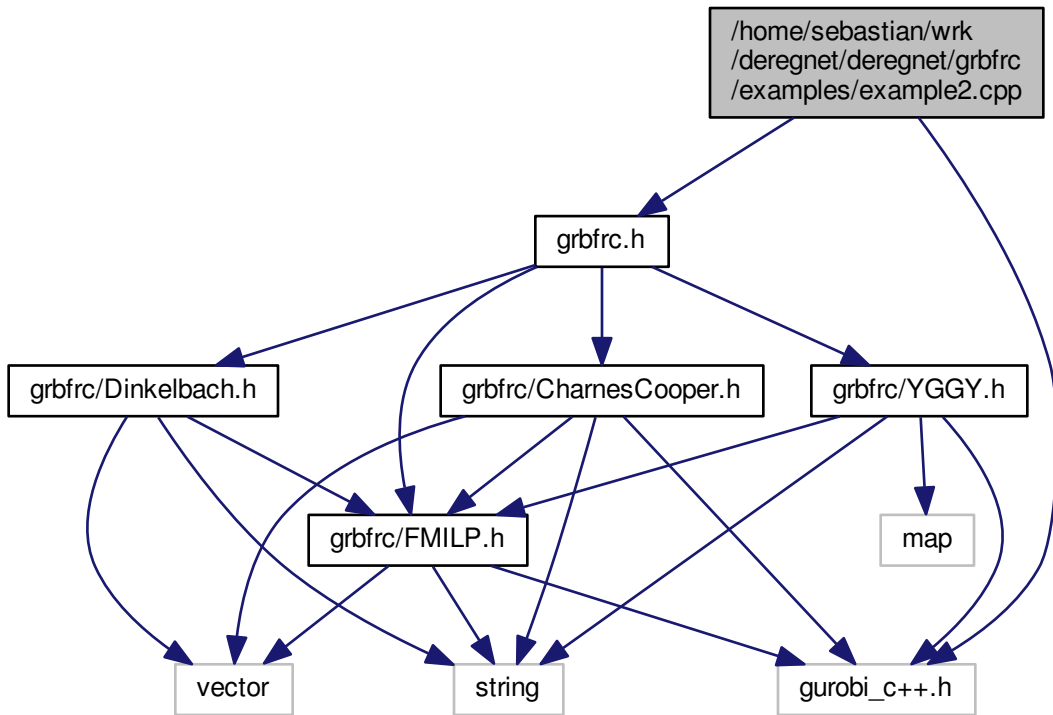 /home/sebastian/wrk
/deregnet/deregnet/grbfrc
/examples/example2.cpp
grbfrc.h
grbfrc/Dinkelbach.h
grbfrc/CharnesCooper.h
grbfrc/YGGY.h
grbfrc/FMILP.h
map
vector
string
gurobi_c++.h